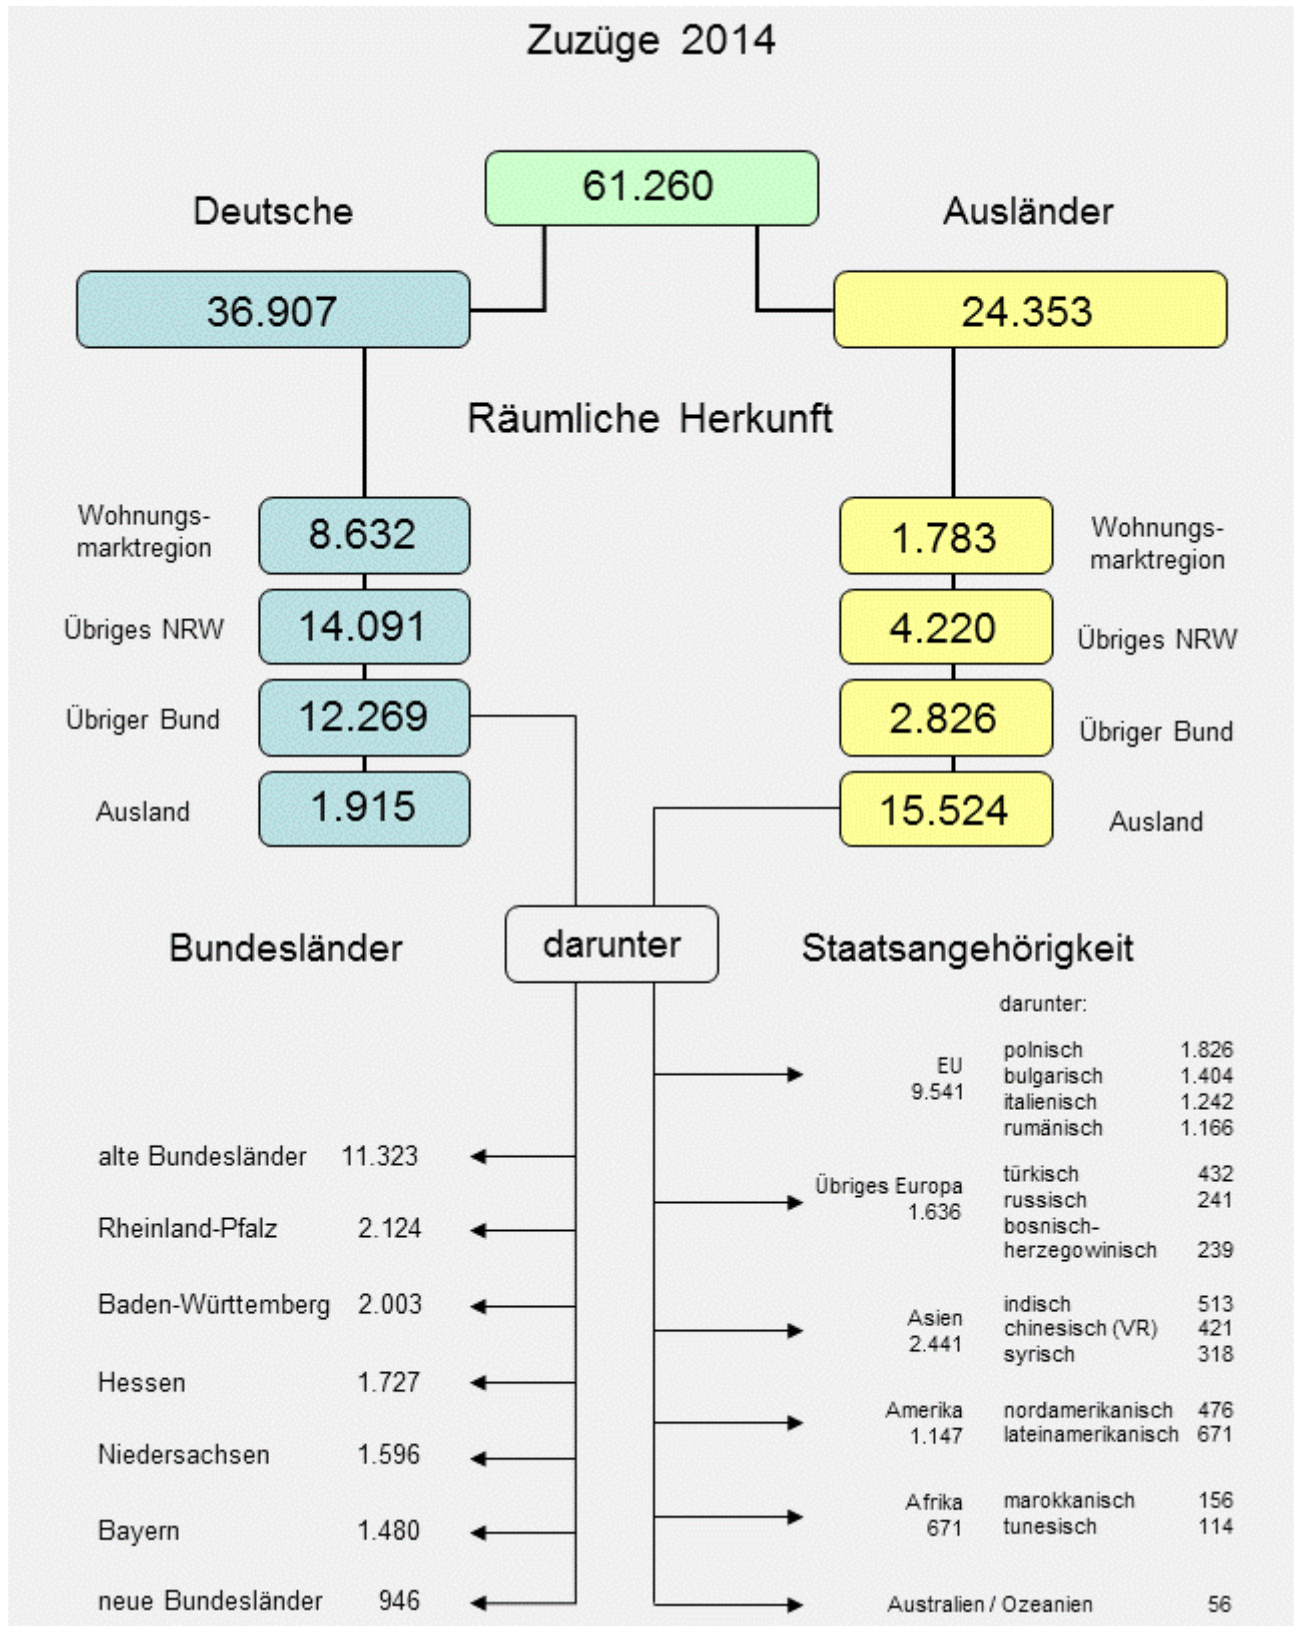 Zuzüge 2014
61.260
Deutsche
Ausländer
36.907
24.353
Räumliche Herkunft
Wohnungs-
marktregion
8.632
1.783
Wohnungs-
marktregion
Übriges NRW
14.091
4.220
Übriges NRW
Übriger Bund
12.269
2.826
Übriger Bund
Ausland
1.915
15.524
Ausland
Bundesländer
darunter
Staatsangehörigkeit
alte Bundesländer 11.323
Rheinland-Pfalz 2.124
Baden-Württemberg 2.003
Hessen 1.727
Niedersachsen 1.596
Bayern 1.480
neue Bundesländer 946
darunter:
EU
9.541
polnisch 1.826
bulgarisch 1.404
italienisch 1.242
rumänisch 1.166
Übriges Europa
1.636
türkisch 432
russisch 241
bosnisch-
herzegowinisch 239
Asien
2.441
indisch 513
chinesisch (VR) 421
syrisch 318
Amerika
1.147
nordamerikanisch 476
lateinamerikanisch 671
Afrika
671
marokkanisch 156
tunesisch 114
Australien / Ozeanien 56